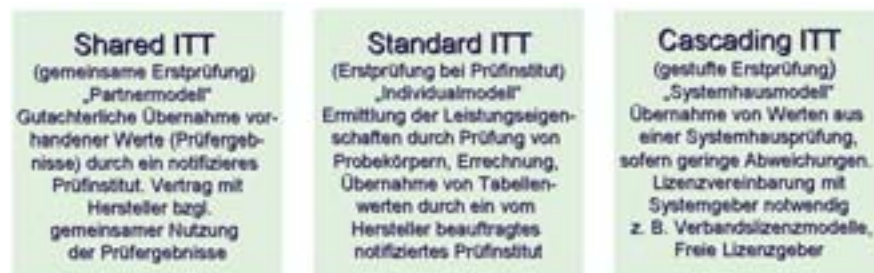 Shared ITT
(gemeinsame Erstprüfung)
„Partnermodell"
Gutachterliche Übernahme vor-
handener Werte (Prüfergeb-
nisse) durch ein notifizieres
Prüfinstitut. Vertrag mit
Hersteller bzgl.
gemeinsamer Nutzung
der Prüfergebnisse
Standard ITT
(Erstprüfung bei Prüfinstitut)
„Individualmodell"
Ermittlung der Leistungseigen-
schaften durch Prüfung von
Probekörpern, Errechnung,
Übernahme von Tabellen-
werten durch ein vom
Hersteller beauftragtes
notifiziertes Prüfinstitut
Cascading ITT
(gestufte Erstprüfung)
„Systemhausmodell"
Übernahme von Werten aus
einer Systemhausprüfung,
sofern geringe Abweichungen.
Lizenzvereinbarung mit
Systemgeber notwendig
z. B. Verbandslizenzmodelle,
Freie Lizenzgeber